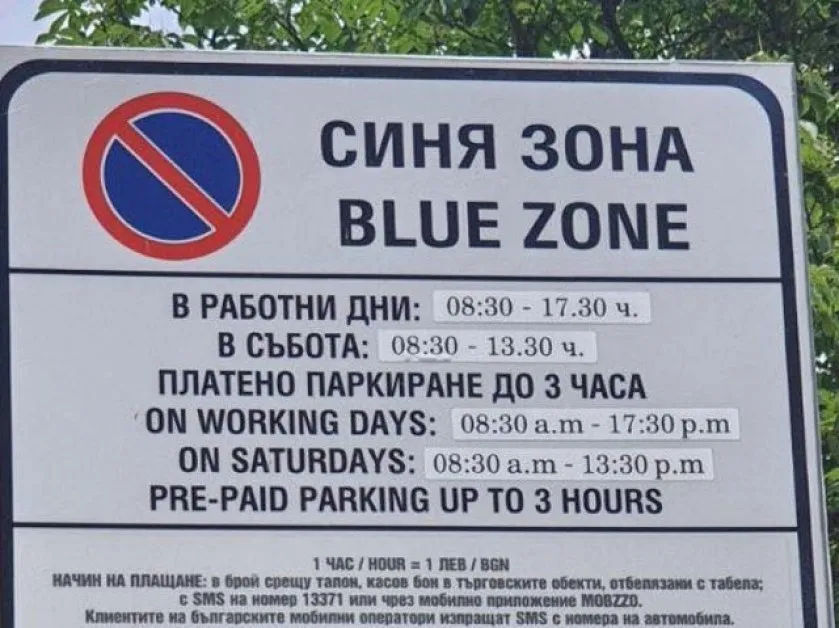 СИНЯ ЗОНА
BLUE ZONE
В РАБОТНИ ДНИ: 08:30 - 17.30 ч.
В СЪБОТА: 08:30 - 13.30 ч.
ПЛАТЕНО ПАРКИРАНЕ ДО 3 ЧАСА
ON WORKING DAYS: 08:30 a.m - 17:30 p.m
ON SATURDAYS: 08:30 a.m - 13:30 p.m
PRE-PAID PARKING UP TO 3 HOURS
1 ЧАС / HOUR = 1 ЛЕВ / BGN
НАЧИН НА ПЛАЩАНЕ: в брой срещу талон, касов бон в търговските обекти, отбелязани с табела;
с SMS на номер 13371 или чрез мобилно приложение MOBZZO.
Клиентите на българските мобилни оператори изпращат SMS с номера на автомобила.